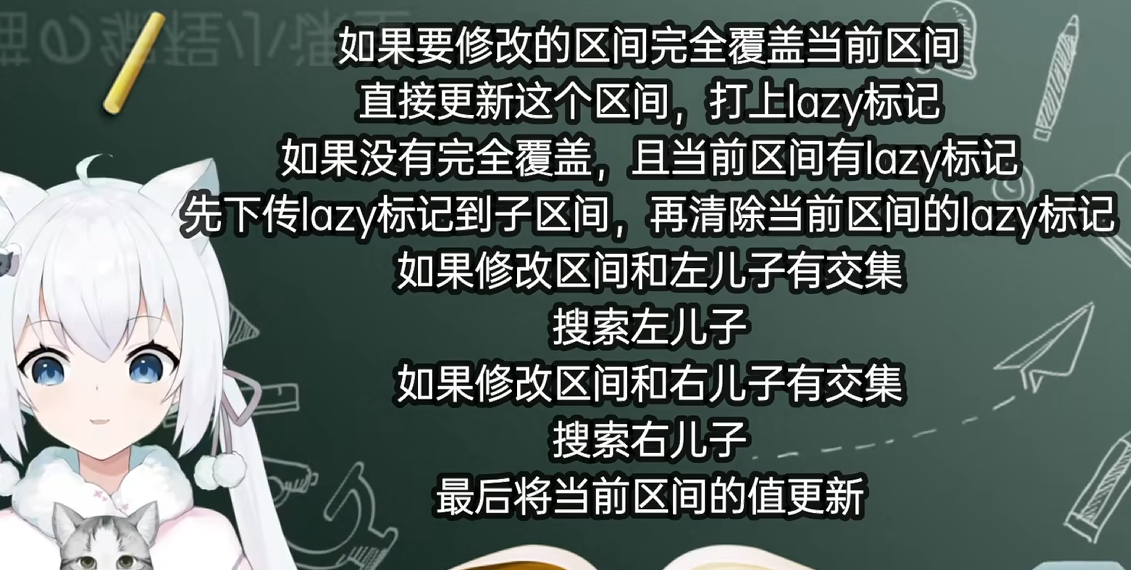 如果要修改的区间完全覆盖当前区间
直接更新这个区间，打上lazy标记
如果没有完全覆盖，且当前区间有lazy标记
先下传lazy标记到子区间，再清除当前区间的lazy标记
如果修改区间和左儿子有交集
搜索左儿子
如果修改区间和右儿子有交集
搜索右儿子
最后将当前区间的值更新